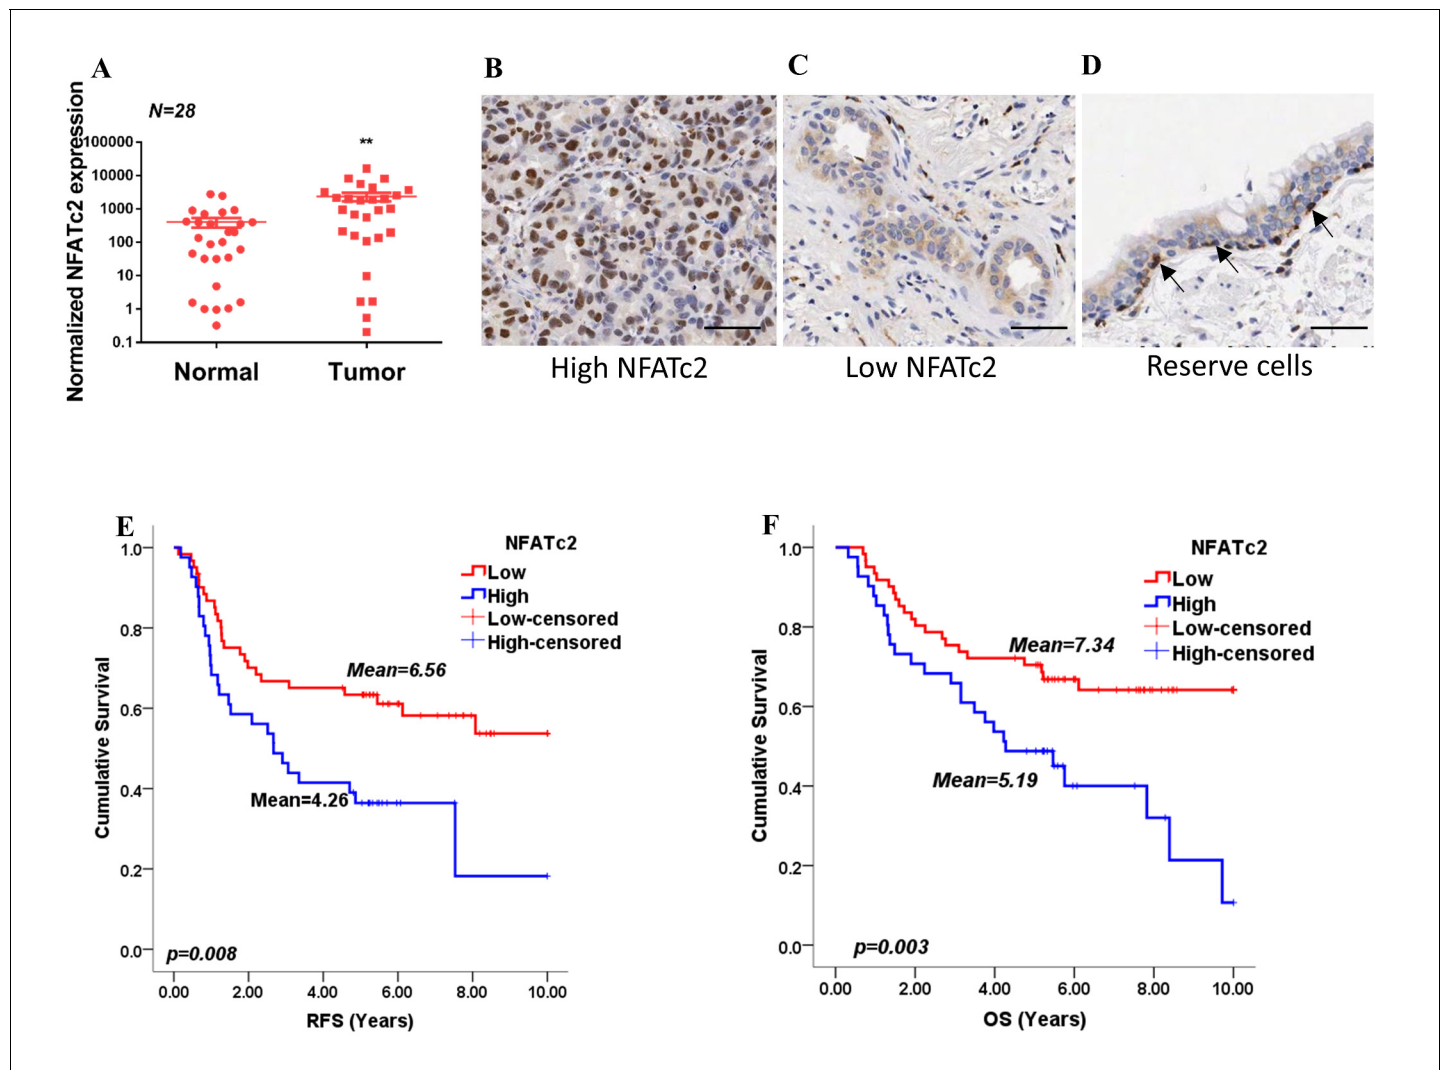 A
B
C
D
N=28
Normalized NFATc2 expression
**
100000
10000
1000
100
10
1
0.1
Normal
Tumor
High NFATc2
Low NFATc2
Reserve cells
E
NFATc2
Low
High
Low-censored
High-censored
1.0
0.8
0.6
0.4
0.2
0.0
Cumulative Survival
Mean=6.56
Mean=4.26
p=0.008
0.00 2.00 4.00 6.00 8.00 10.00
RFS (Years)
F
NFATc2
Low
High
Low-censored
High-censored
1.0
0.8
0.6
0.4
0.2
0.0
Cumulative Survival
Mean=7.34
Mean=5.19
p=0.003
0.00 2.00 4.00 6.00 8.00 10.00
OS (Years)